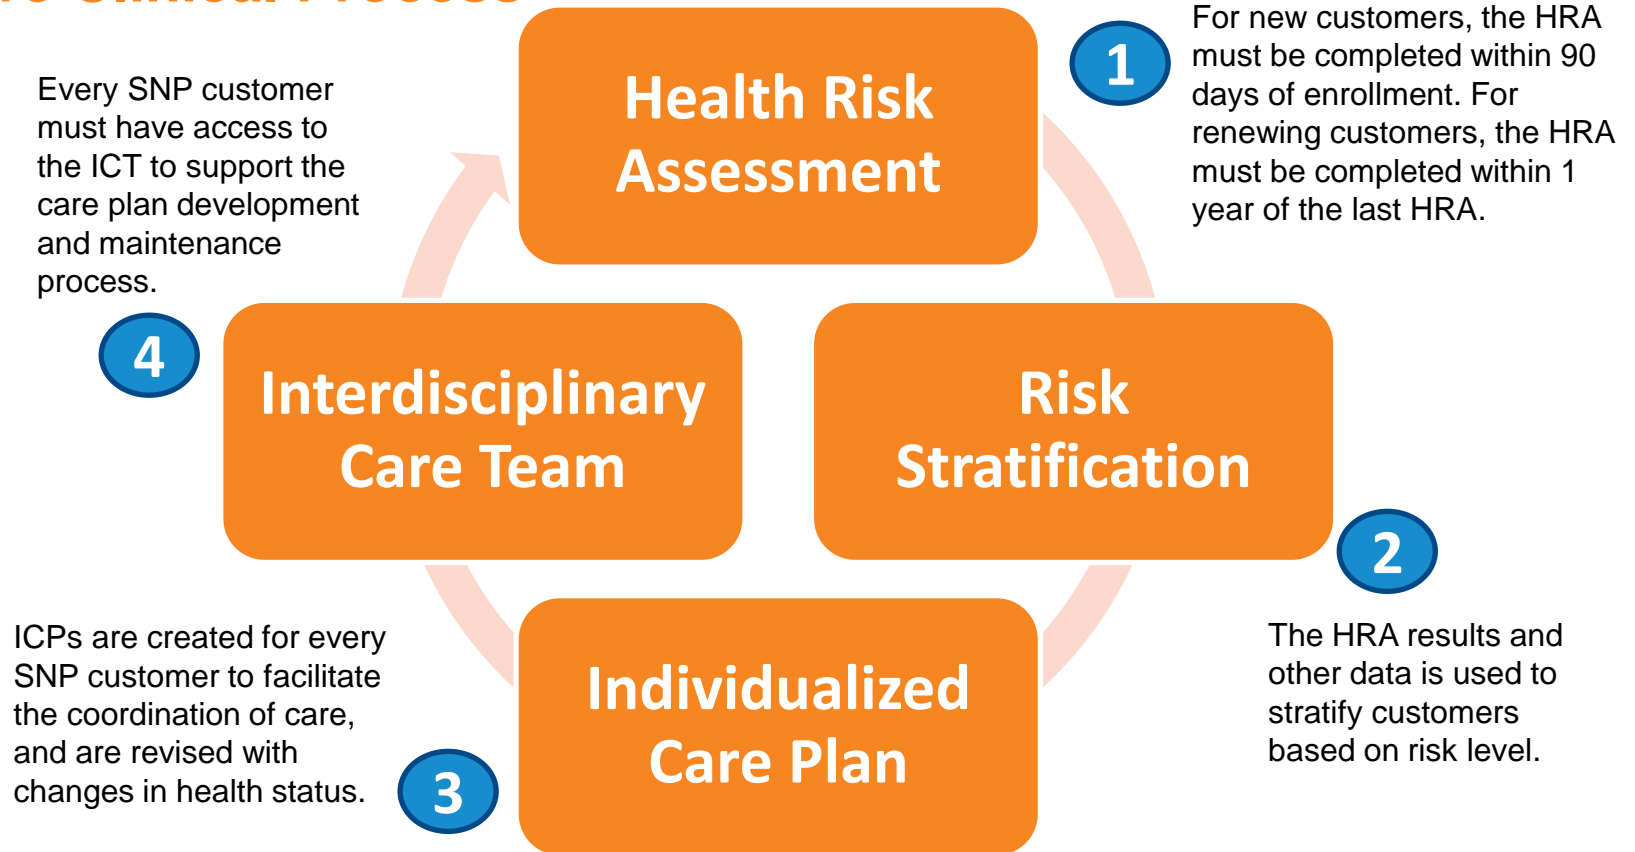 Clinical Process
Health Risk
Assessment
1
For new customers, the HRA
must be completed within 90
days of enrollment. For
renewing customers, the HRA
must be completed within 1
year of the last HRA.
Risk
Stratification
2
The HRA results and
other data is used to
stratify customers
based on risk level.
Individualized
Care Plan
3
ICPs are created for every
SNP customer to facilitate
the coordination of care,
and are revised with
changes in health status.
Interdisciplinary
Care Team
4
Every SNP customer
must have access to
the ICT to support the
care plan development
and maintenance
process.